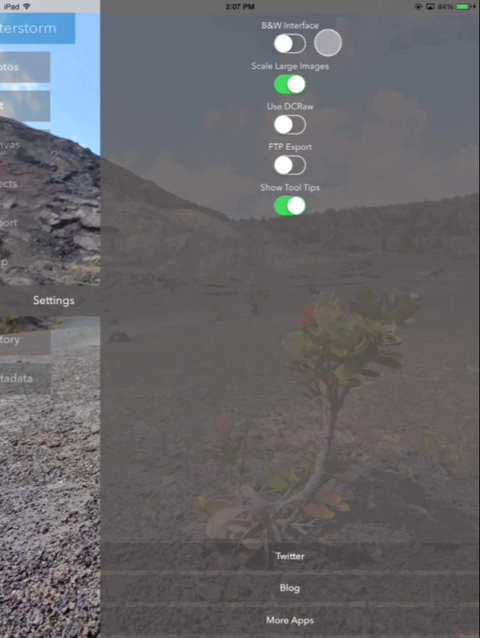 iPad
2:07 PM
84%
terstorm
otos
B&W Interface
Scale Large Images
Use DCRaw
FTP Export
Show Tool Tips
t
nvas
ects
port
p
Settings
tory
tadata
Twitter
Blog
More Apps